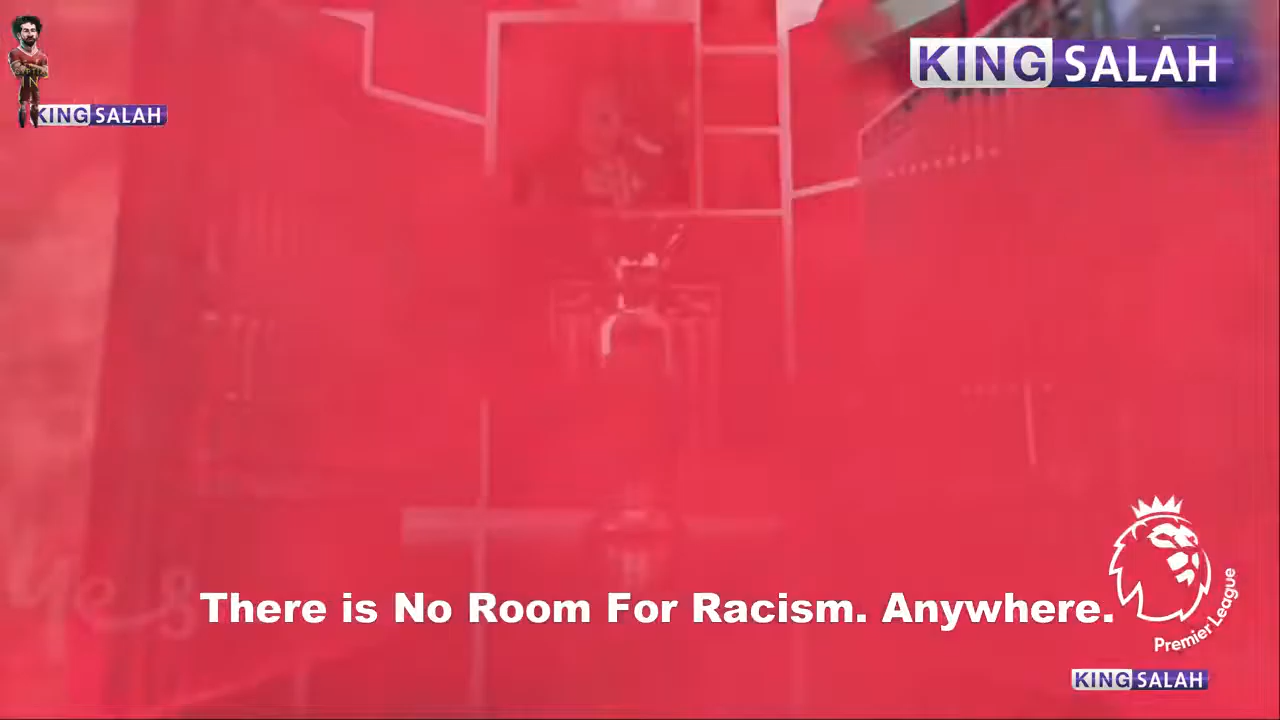 KING SALAH
KING SALAH
There is No Room For Racism. Anywhere.
Premier League
KING SALAH